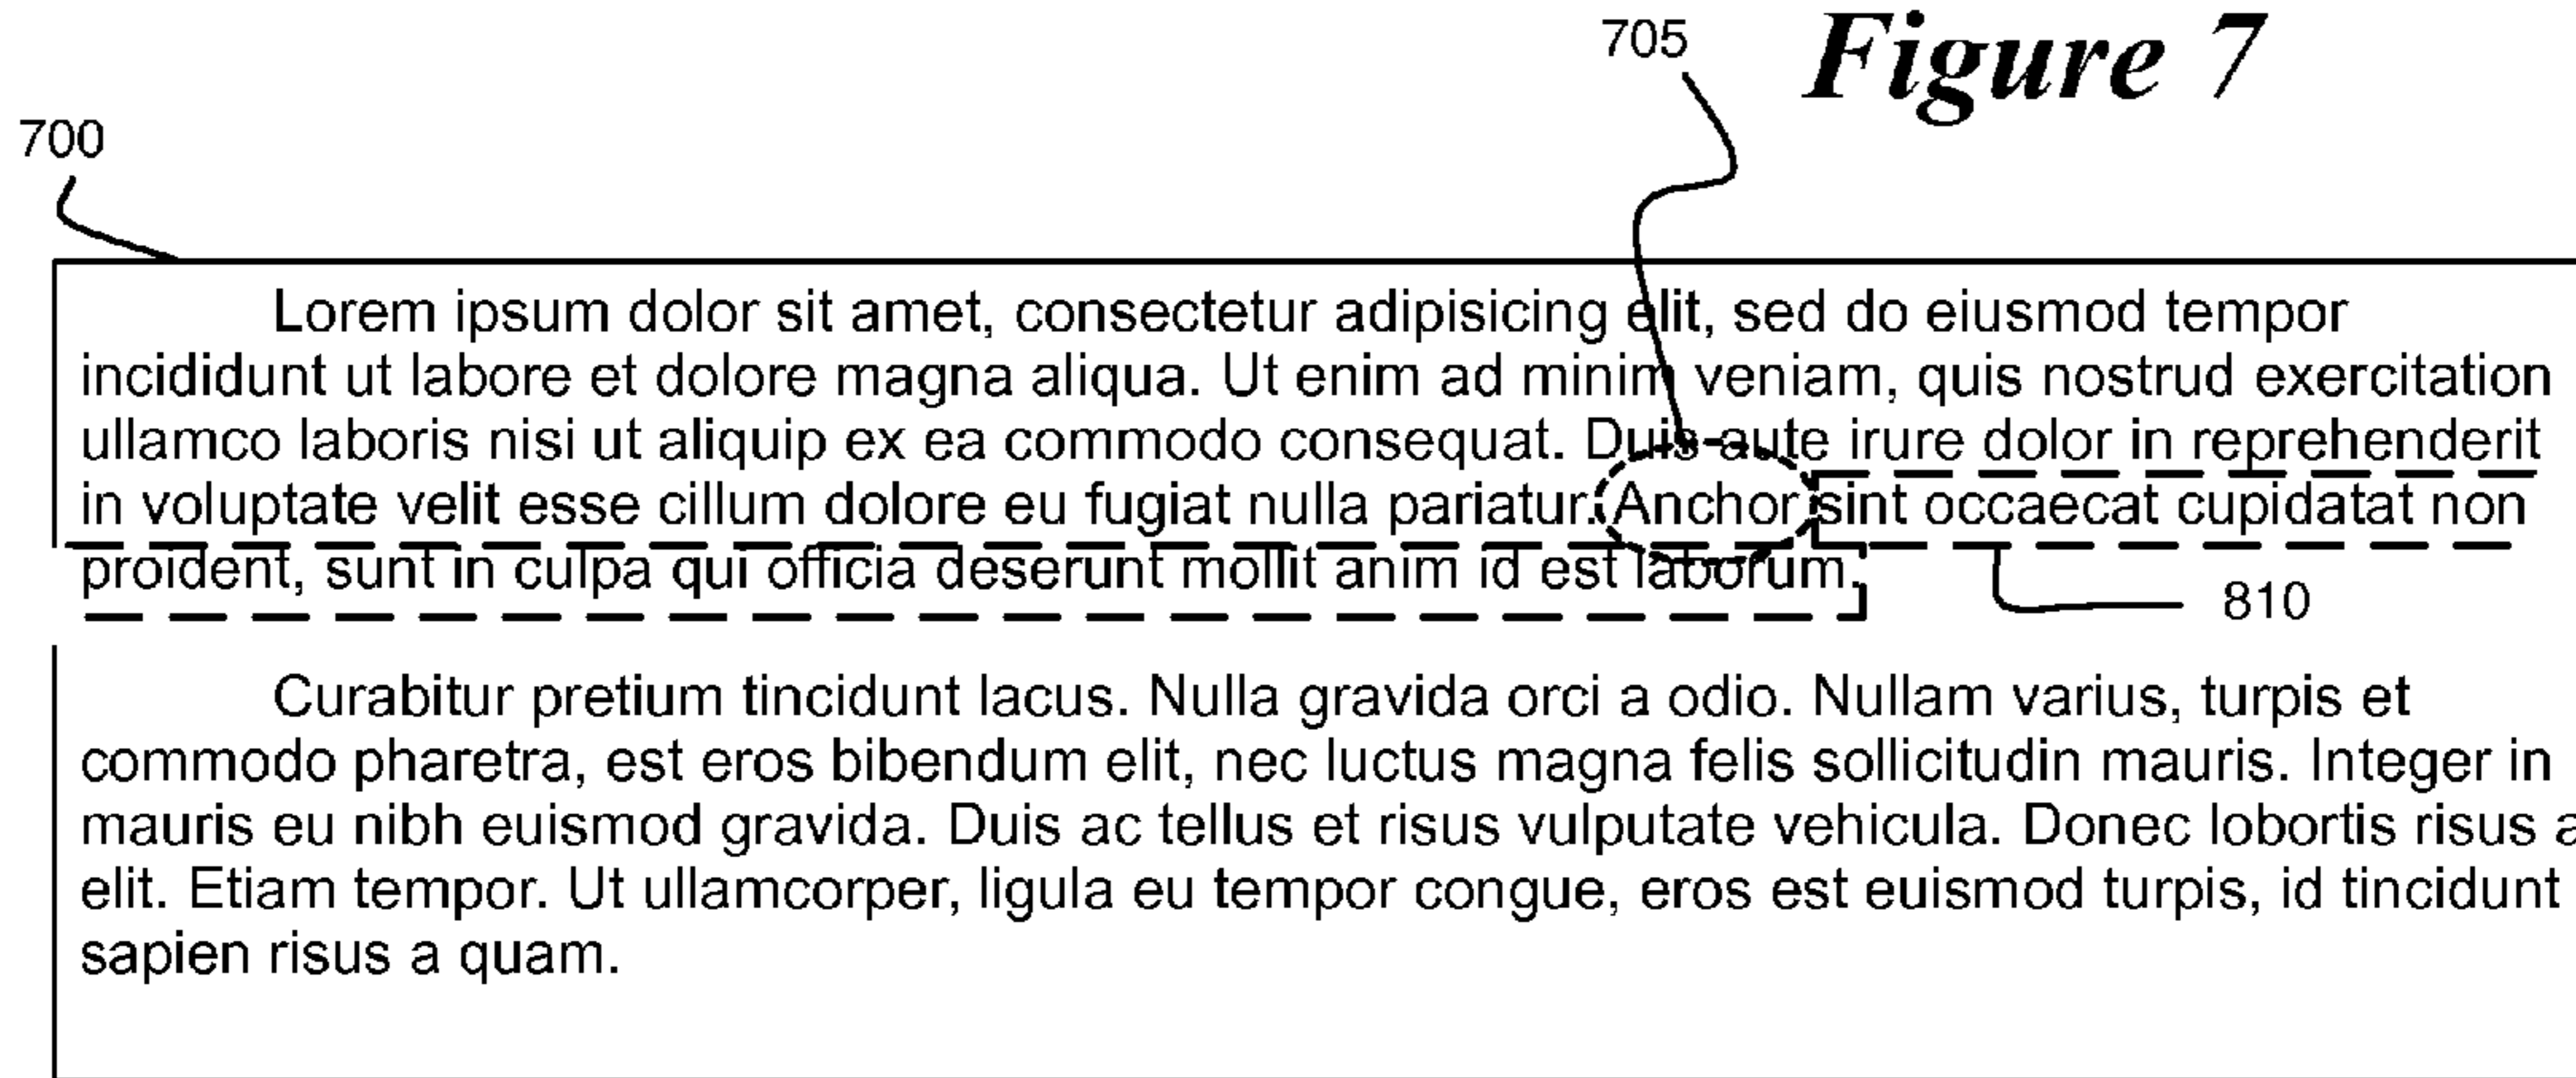 705
Figure 7
700
Lorem ipsum dolor sit amet, consectetur adipisicing elit, sed do eiusmod tempor
incididunt ut labore et dolore magna aliqua. Ut enim ad minim veniam, quis nostrud exercitation
ullamco laboris nisi ut aliquip ex ea commodo consequat. Duis aute irure dolor in reprehenderit
in voluptate velit esse cillum dolore eu fugiat nulla pariatur. Anchor sint occaecat cupidatat non
proident, sunt in culpa qui officia deserunt mollit anim id est laborum.
810
Curabitur pretium tincidunt lacus. Nulla gravida orci a odio. Nullam varius, turpis et
commodo pharetra, est eros bibendum elit, nec luctus magna felis sollicitudin mauris. Integer in
mauris eu nibh euismod gravida. Duis ac tellus et risus vulputate vehicula. Donec lobortis risus a
elit. Etiam tempor. Ut ullamcorper, ligula eu tempor congue, eros est euismod turpis, id tincidunt
sapien risus a quam.